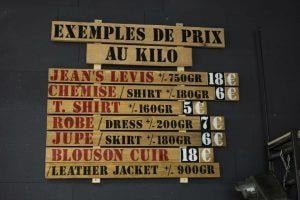 EXEMPLES DE PRIX
AU KILO
JEAN'S LEVIS +/-750GR 18€
CHEMISE / SHIRT +/-180GR 6€
T. SHIRT +/-160GR 5€
ROBE / DRESS +/-200GR 7€
JUPE / SKIRT +/-180GR 6€
BLOUSON CUIR 18€
/LEATHER JACKET +/-900GR